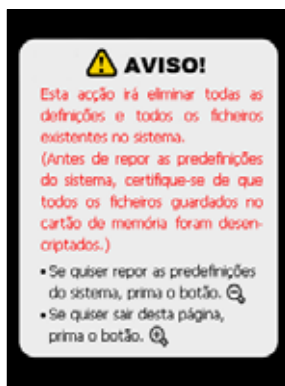 AVISO!
Esta acção irá eliminar todas as
definições e todos os ficheiros
existentes no sistema.
(Antes de repor as predefinições
do sistema, certifique-se de que
todos os ficheiros guardados no
cartão de memória foram desen-
criptados.)
• Se quiser repor as predefinições
do sistema, prima o botão.
• Se quiser sair desta página,
prima o botão.